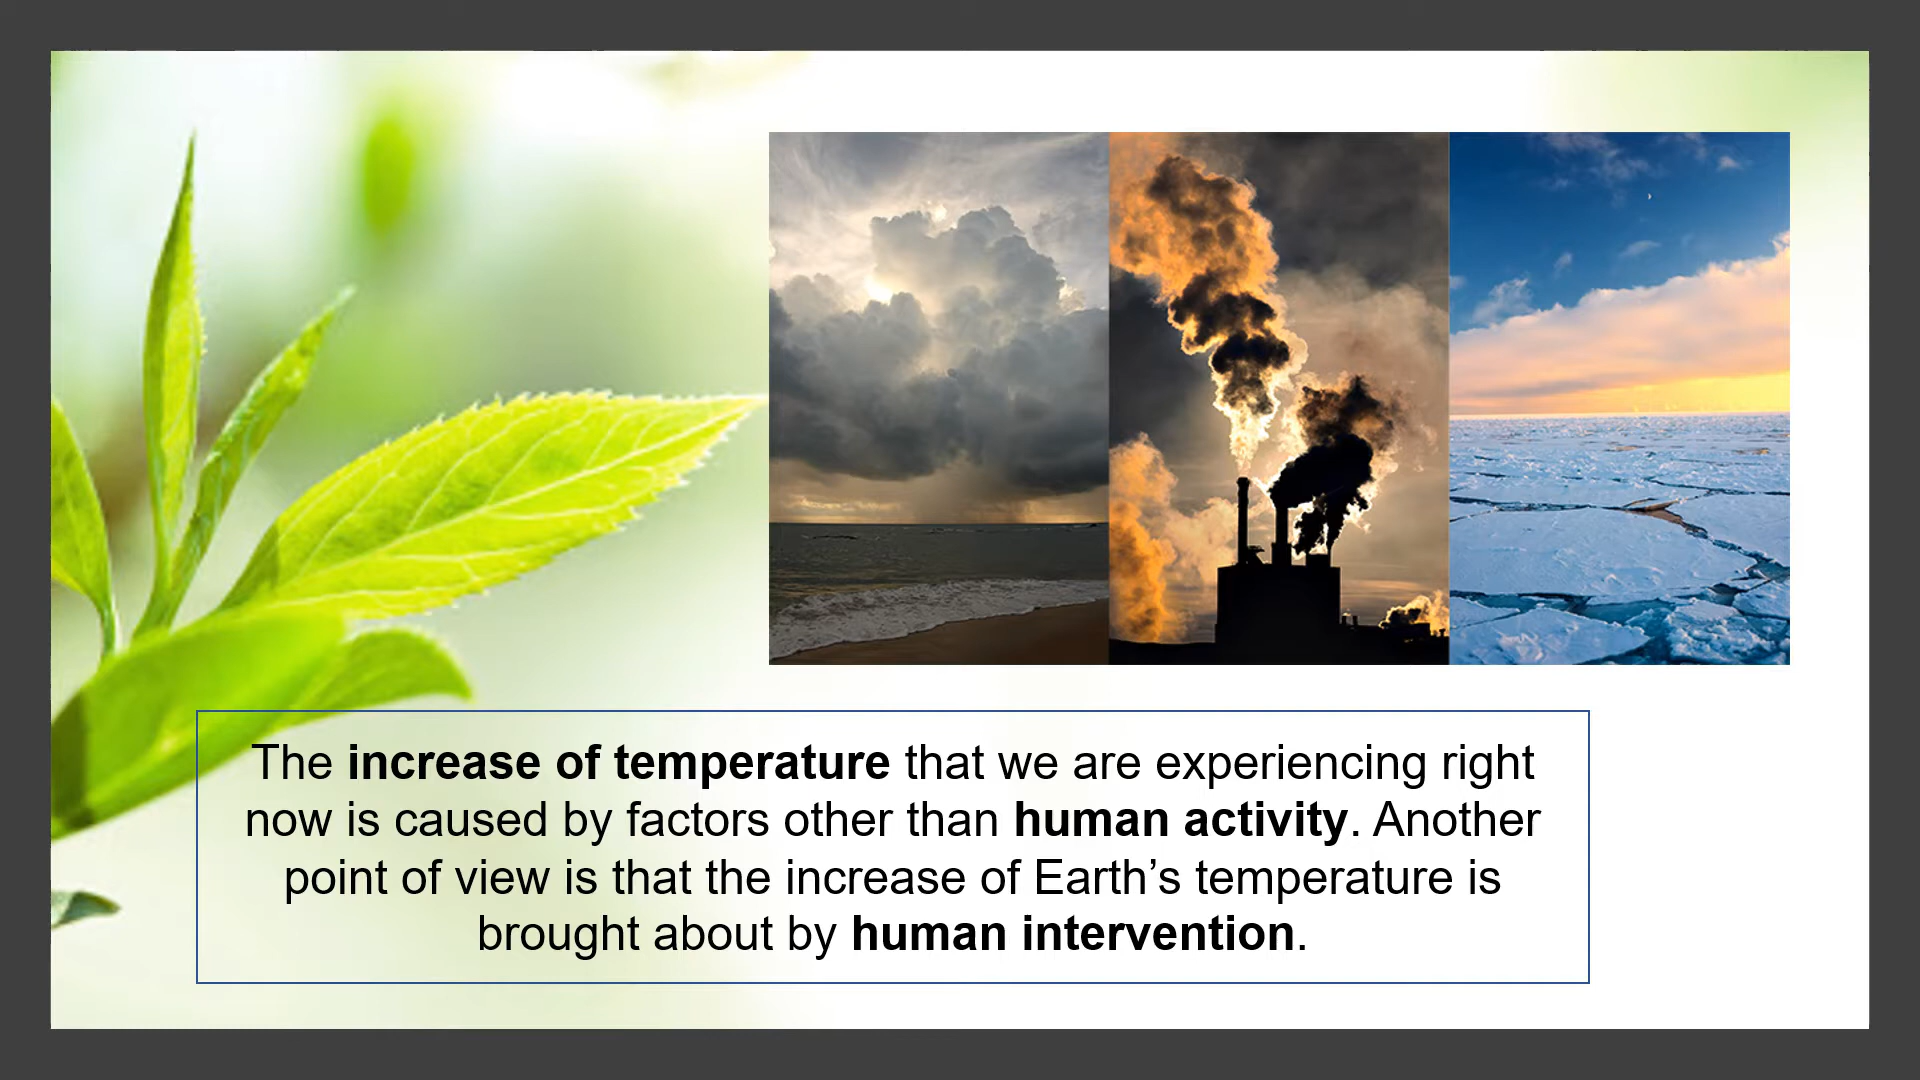 The increase of temperature that we are experiencing right
now is caused by factors other than human activity. Another
point of view is that the increase of Earth’s temperature is
brought about by human intervention.